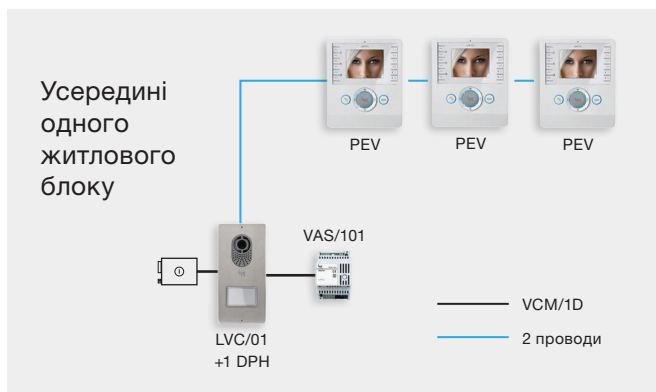 Усередині
одного
житлового
блоку
PEV
PEV
PEV
VAS/101
LVC/01
+1 DPH
VCM/1D
2 проводи